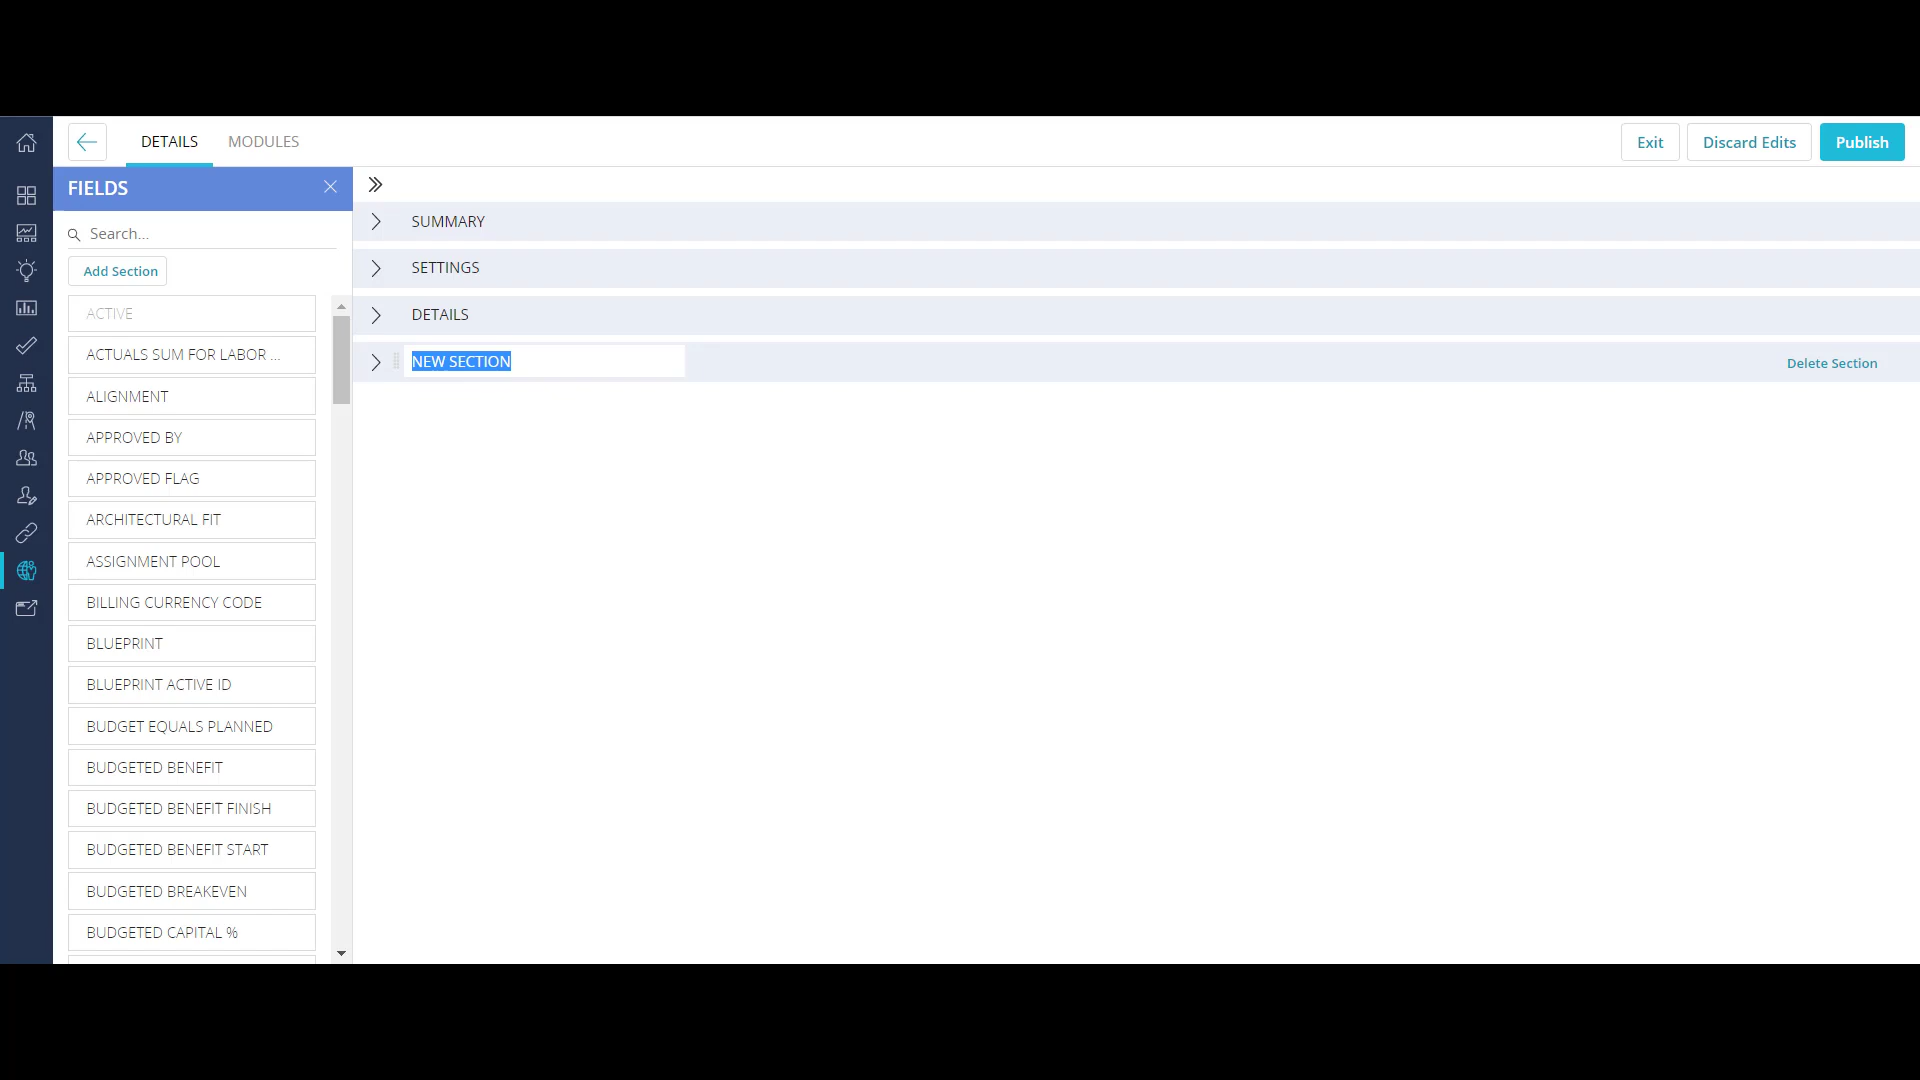 DETAILS MODULES Exit Discard Edits Publish
FIELDS
Search...
Add Section
ACTIVE
ACTUALS SUM FOR LABOR ...
ALIGNMENT
APPROVED BY
APPROVED FLAG
ARCHITECTURAL FIT
ASSIGNMENT POOL
BILLING CURRENCY CODE
BLUEPRINT
BLUEPRINT ACTIVE ID
BUDGET EQUALS PLANNED
BUDGETED BENEFIT
BUDGETED BENEFIT FINISH
BUDGETED BENEFIT START
BUDGETED BREAKEVEN
BUDGETED CAPITAL %
SUMMARY
SETTINGS
DETAILS
NEW SECTION Delete Section